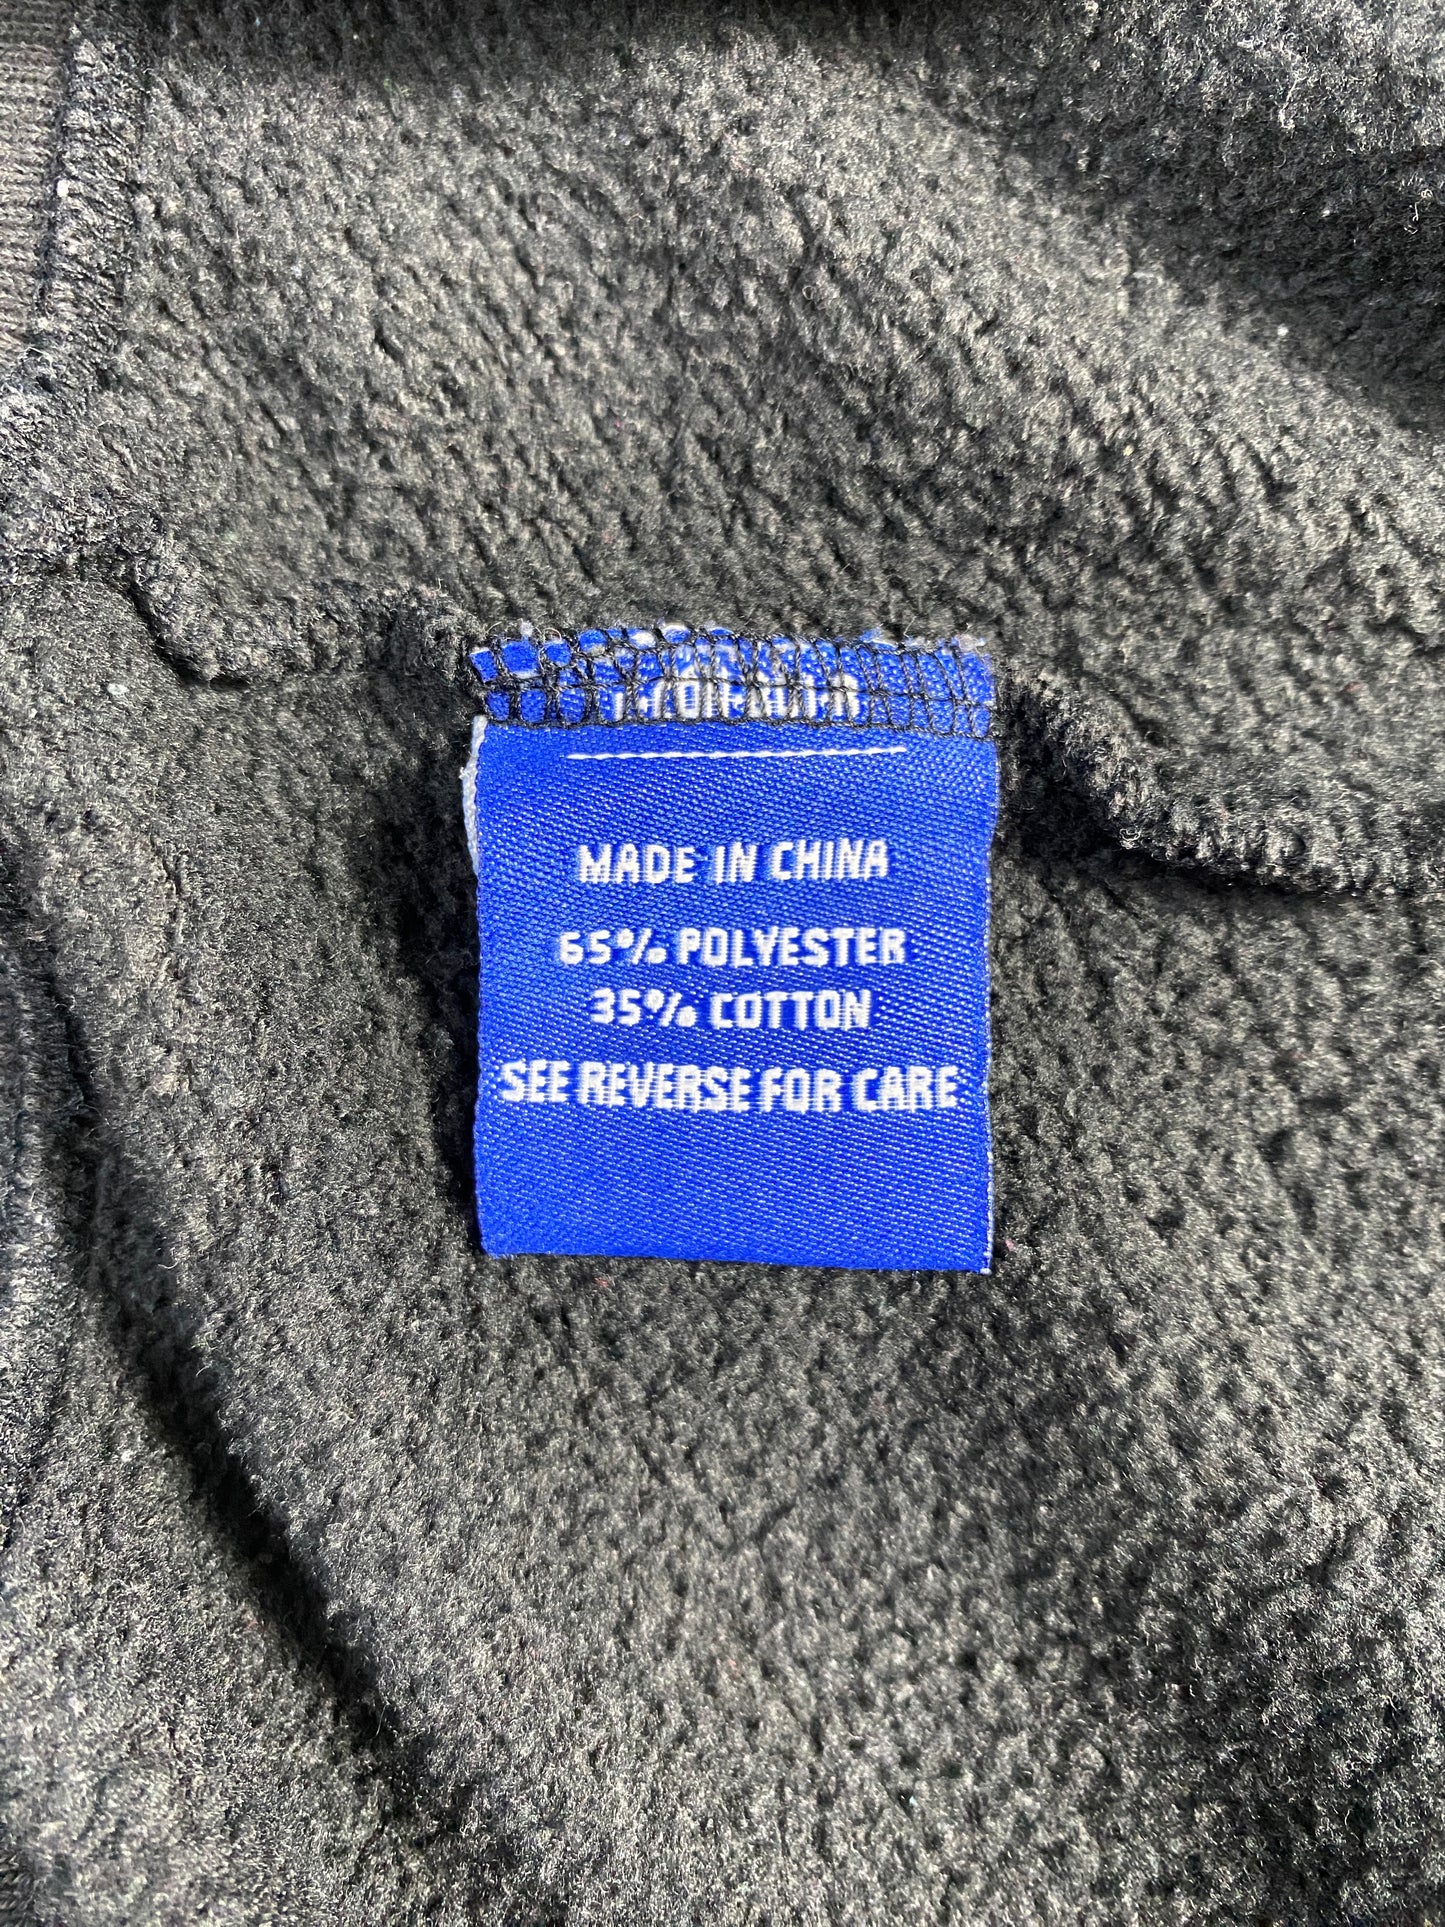 MADE IN CHINA
65% POLYESTER
35% COTTON
SEE REVERSE FOR CARE